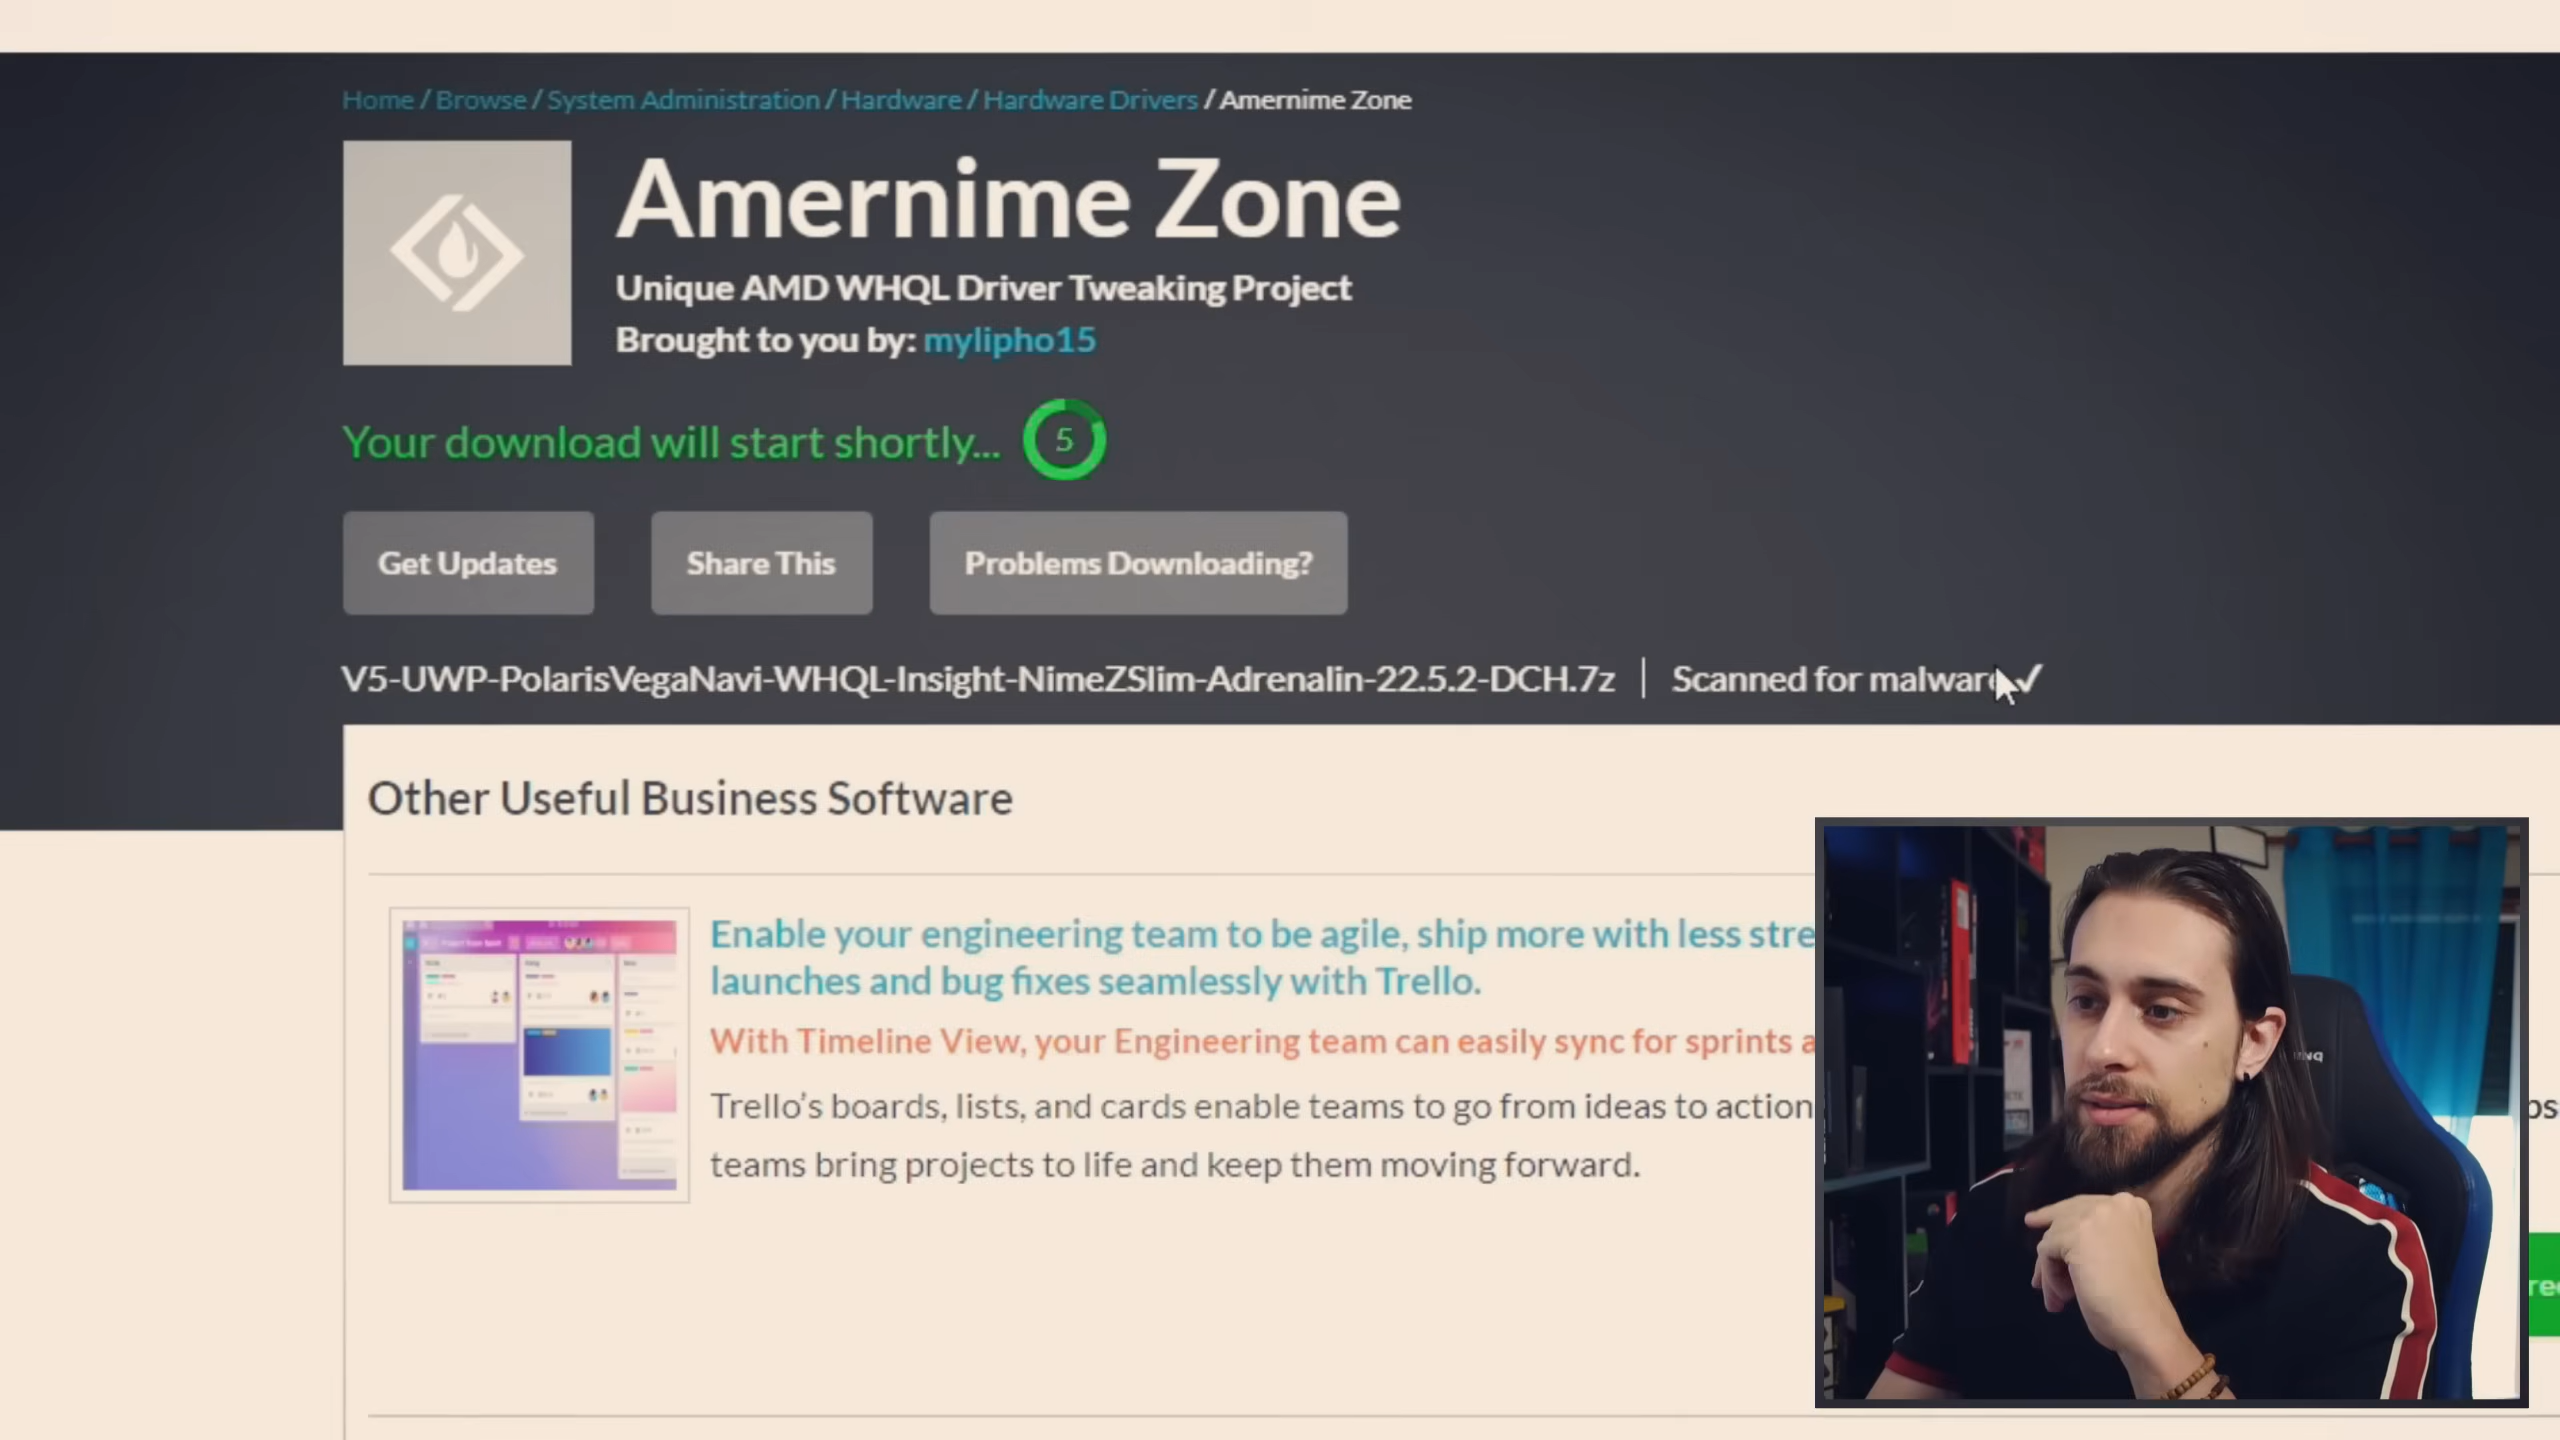 Home / Browse / System Administration / Hardware / Hardware Drivers / Amernime Zone
Amernime Zone
Unique AMD WHQL Driver Tweaking Project
Brought to you by: mylipho15
Your download will start shortly... 5
Get Updates
Share This
Problems Downloading?
V5-UWP-PolarisVegaNavi-WHQL-Insight-NimeZSlim-Adrenalin-22.5.2-DCH.7z | Scanned for malware ✓
Other Useful Business Software
Enable your engineering team to be agile, ship more with less stre
launches and bug fixes seamlessly with Trello.
With Timeline View, your Engineering team can easily sync for sprints a
Trello's boards, lists, and cards enable teams to go from ideas to action
teams bring projects to life and keep them moving forward.